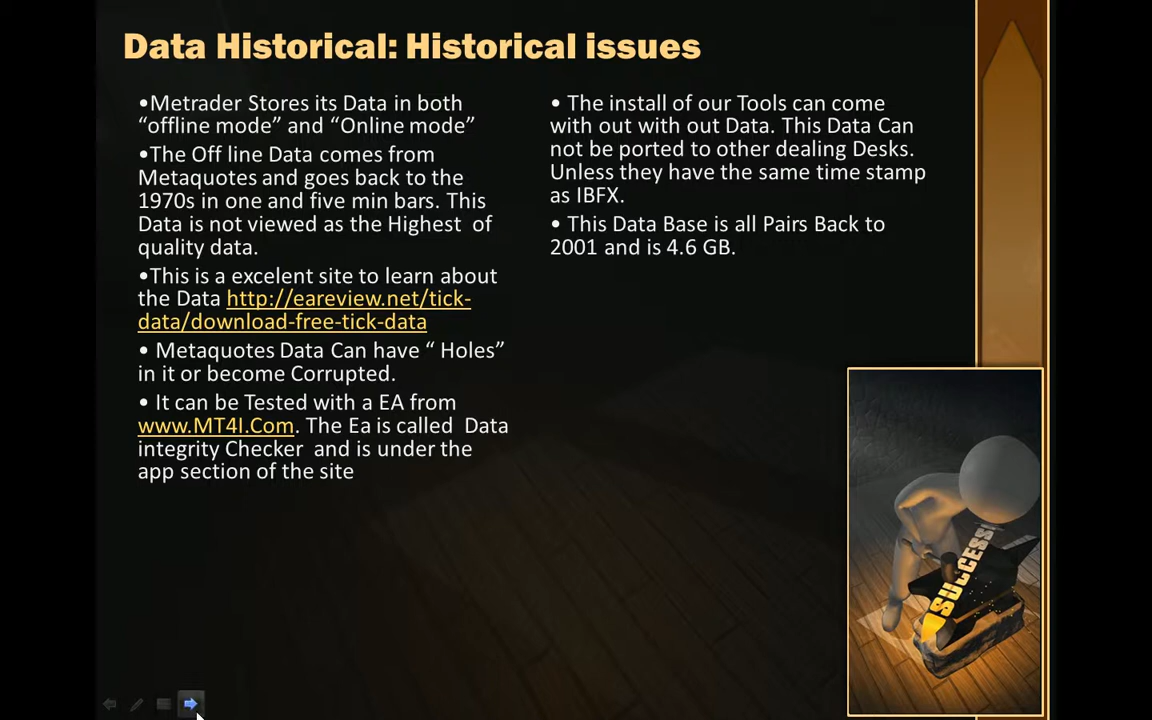 Data Historical: Historical issues
•Metrader Stores its Data in both
“offline mode” and “Online mode”
•The Off line Data comes from
Metaquotes and goes back to the
1970s in one and five min bars. This
Data is not viewed as the Highest of
quality data.
•This is a excelent site to learn about
the Data http://eareview.net/tick-
data/download-free-tick-data
• Metaquotes Data Can have “ Holes”
in it or become Corrupted.
• It can be Tested with a EA from
www.MT4I.Com. The Ea is called Data
integrity Checker and is under the
app section of the site
• The install of our Tools can come
with out with out Data. This Data Can
not be ported to other dealing Desks.
Unless they have the same time stamp
as IBFX.
• This Data Base is all Pairs Back to
2001 and is 4.6 GB.
SUCCESS